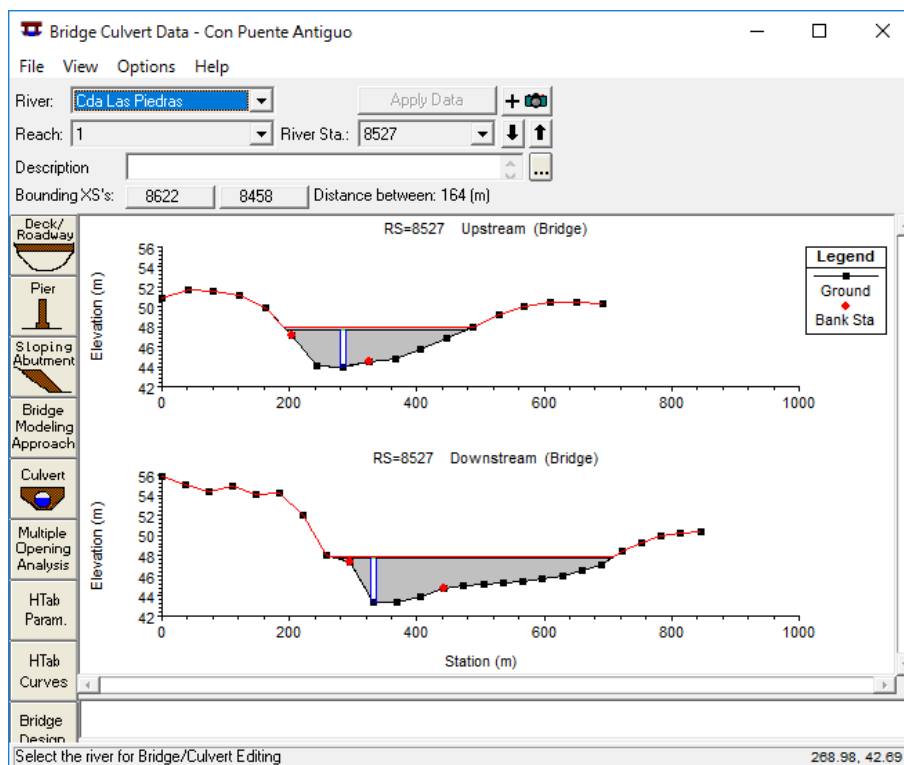 Bridge Culvert Data - Con Puente Antiguo
File View Options Help
River: Cda Las Piedras Apply Data
Reach: 1 River Sta.: 8527
Description ...
Bounding XS's: 8622 8458 Distance between: 164 (m)
Deck/
Roadway
Pier
Sloping
Abutment
Bridge
Modeling
Approach
Culvert
Multiple
Opening
Analysis
HTab
Param.
HTab
Curves
Bridge
Design
RS=8527 Upstream (Bridge)
Elevation (m)
56
54
52
50
48
46
44
42
0 200 400 600 800 1000
Legend
Ground
Bank Sta
RS=8527 Downstream (Bridge)
Elevation (m)
56
54
52
50
48
46
44
42
0 200 400 600 800 1000
Station (m)
Select the river for Bridge/Culvert Editing 268.98, 42.69